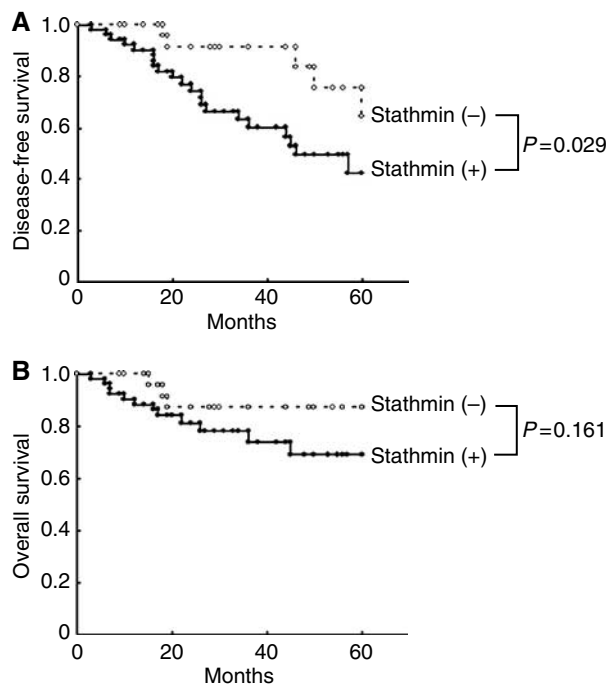 A
Disease-free survival
1.0
0.8
0.6
0.4
0.2
0
0 20 40 60
Months
Stathmin (–)
Stathmin (+)
P=0.029
B
Overall survival
1.0
0.8
0.6
0.4
0.2
0
0 20 40 60
Months
Stathmin (–)
Stathmin (+)
P=0.161